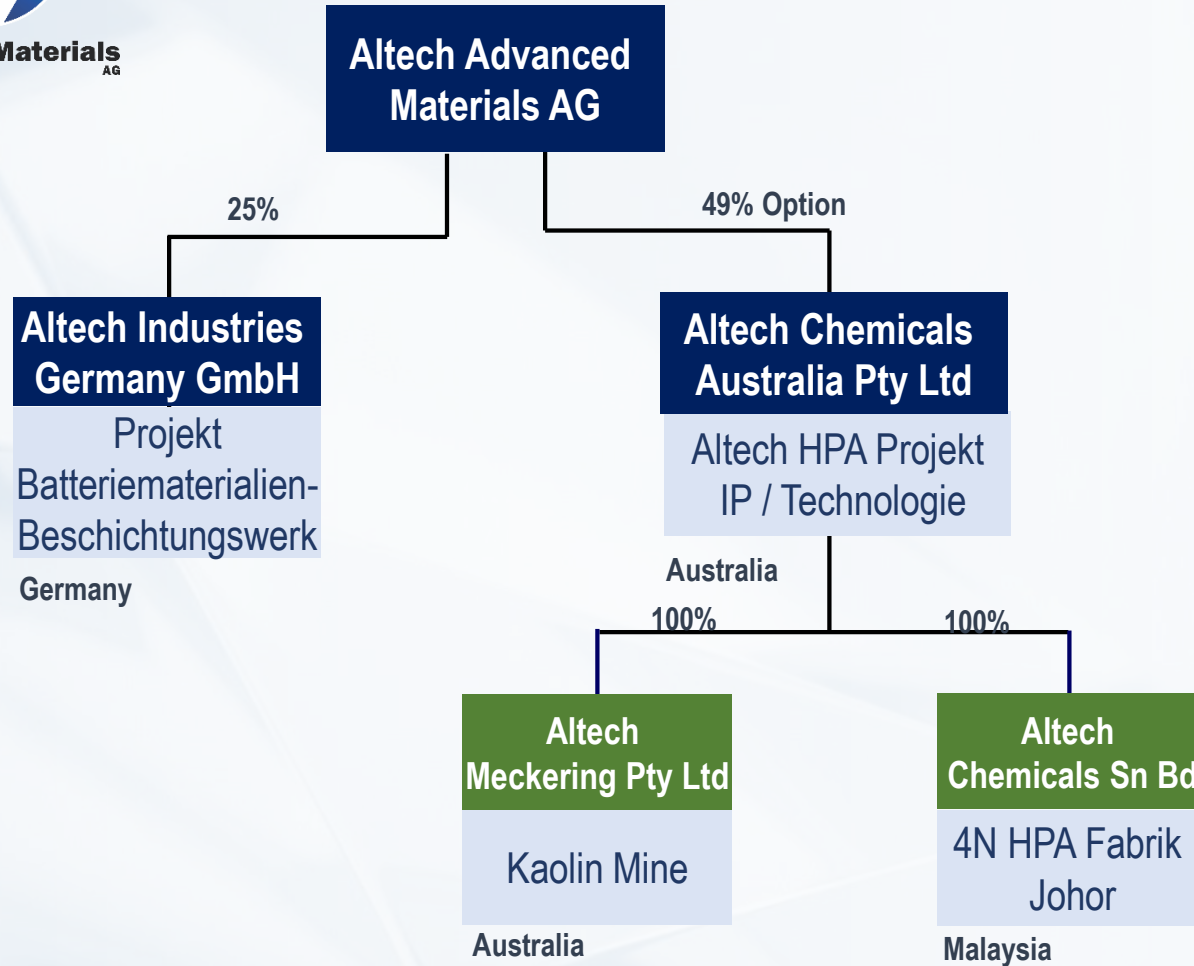 Materials
AG
Altech Advanced
Materials AG
25%
49% Option
Altech Industries
Germany GmbH
Projekt
Batteriematerialien-
Beschichtungswerk
Germany
Altech Chemicals
Australia Pty Ltd
Altech HPA Projekt
IP / Technologie
Australia
100%
100%
Altech
Meckering Pty Ltd
Kaolin Mine
Australia
Altech
Chemicals Sn Bd
4N HPA Fabrik
Johor
Malaysia